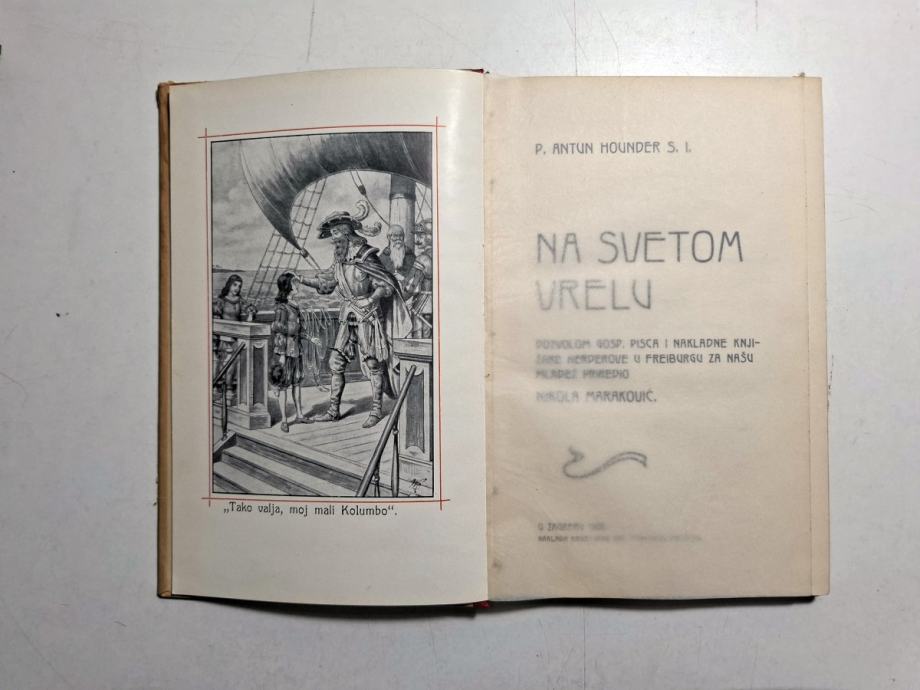 „Tako valja, moj mali Kolumbo“.
P. ANTUN HOUNDER S. I.
NA SVETOM
VRELU
DOZVOLOM GOSP. PISCA I NAKLADNE KNJI-
ŽARE HERDEROVE U FREIBURGU ZA NAŠU
MLADEŽ PRIREDIO
NIKOLA MARAKOVIĆ.
U ZAGREBU
NAKLADA